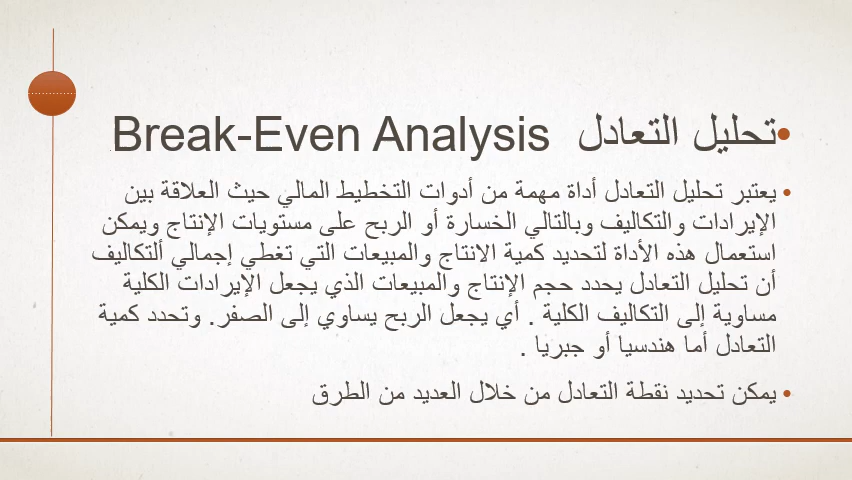 •تحليل التعادل Break-Even Analysis
• يعتبر تحليل التعادل أداة مهمة من أدوات التخطيط المالي حيث العلاقة بين
الإيرادات والتكاليف وبالتالي الخسارة أو الربح على مستويات الإنتاج ويمكن
استعمال هذه الأداة لتحديد كمية الانتاج والمبيعات التي تغطي إجمالي ألتكاليف
أن تحليل التعادل يحدد حجم الإنتاج والمبيعات الذي يجعل الإيرادات الكلية
مساوية إلى التكاليف الكلية . أي يجعل الربح يساوي إلى الصفر. وتحدد كمية
التعادل أما هندسيا أو جبريا .
• يمكن تحديد نقطة التعادل من خلال العديد من الطرق